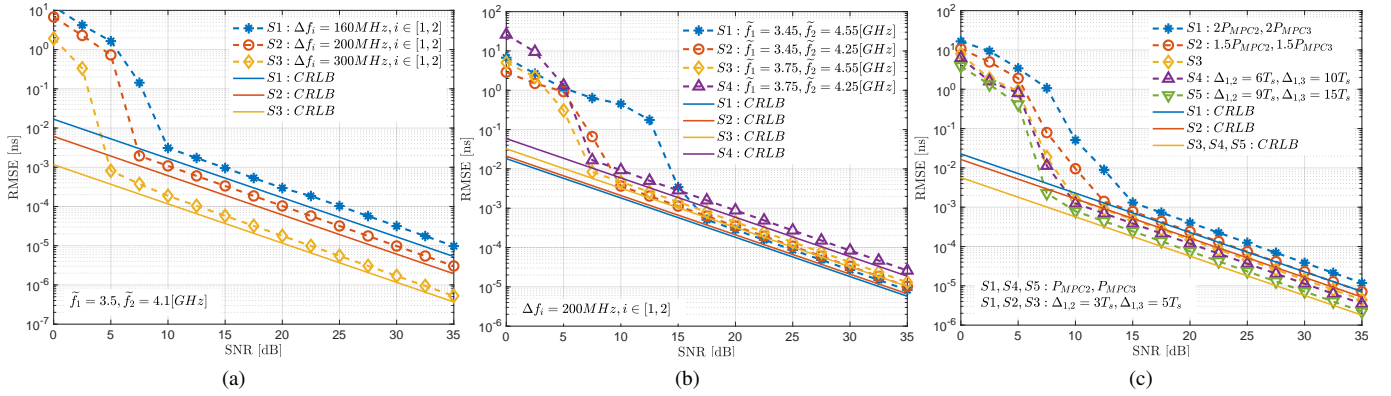 10^1
10^0
10^-1
10^-2
10^-3
10^-4
10^-5
10^-6
10^-7
RMSE [ns]
S1 : Δf_i = 160MHz, i ∈ [1, 2]
S2 : Δf_i = 200MHz, i ∈ [1, 2]
S3 : Δf_i = 300MHz, i ∈ [1, 2]
S1 : CRLB
S2 : CRLB
S3 : CRLB
f̃_1 = 3.5, f̃_2 = 4.1[GHz]
0 5 10 15 20 25 30 35
SNR [dB]
(a)
10^2
10^1
10^0
10^-1
10^-2
10^-3
10^-4
10^-5
10^-6
RMSE [ns]
S1 : f̃_1 = 3.45, f̃_2 = 4.55[GHz]
S2 : f̃_1 = 3.45, f̃_2 = 4.25[GHz]
S3 : f̃_1 = 3.75, f̃_2 = 4.55[GHz]
S4 : f̃_1 = 3.75, f̃_2 = 4.25[GHz]
S1 : CRLB
S2 : CRLB
S3 : CRLB
S4 : CRLB
Δf_i = 200MHz, i ∈ [1, 2]
0 5 10 15 20 25 30 35
SNR [dB]
(b)
10^2
10^1
10^0
10^-1
10^-2
10^-3
10^-4
10^-5
10^-6
RMSE [ns]
S1 : 2P_MPC2, 2P_MPC3
S2 : 1.5P_MPC2, 1.5P_MPC3
S3
S4 : Δ_1,2 = 6T_s, Δ_1,3 = 10T_s
S5 : Δ_1,2 = 9T_s, Δ_1,3 = 15T_s
S1 : CRLB
S2 : CRLB
S3, S4, S5 : CRLB
S1, S4, S5 : P_MPC2, P_MPC3
S1, S2, S3 : Δ_1,2 = 3T_s, Δ_1,3 = 5T_s
0 5 10 15 20 25 30 35
SNR [dB]
(c)